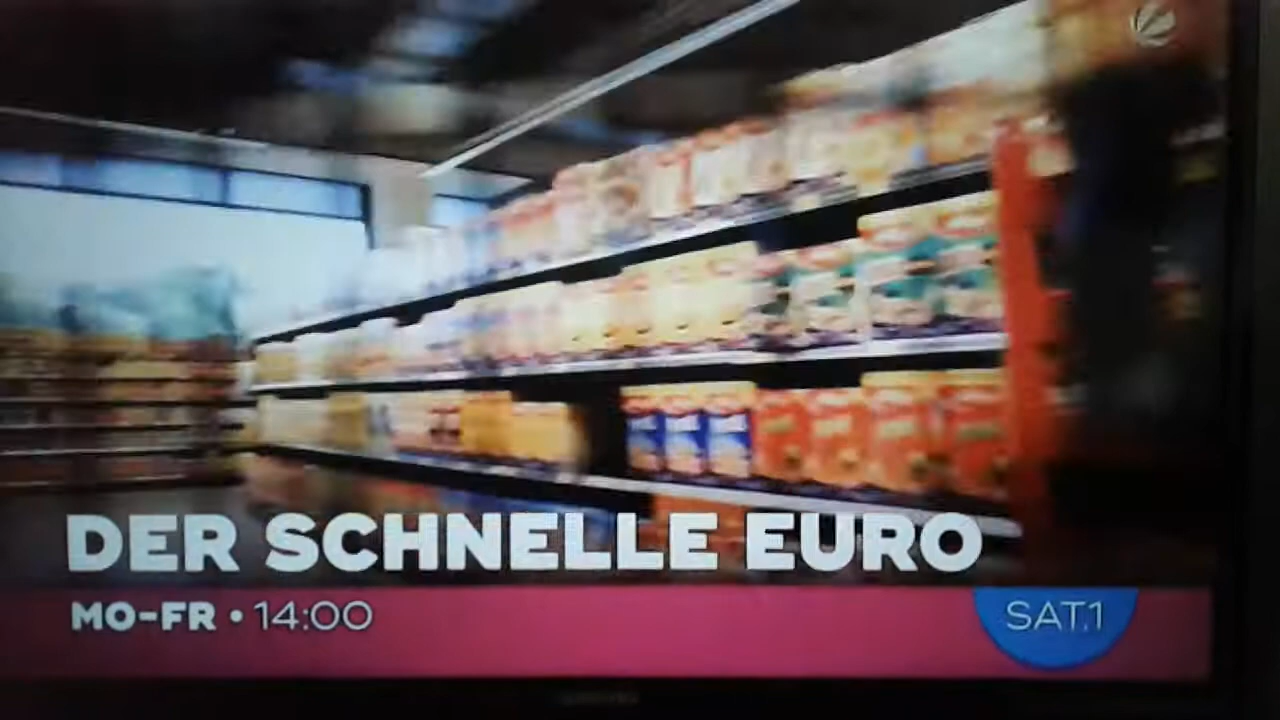 DER SCHNELLE EURO
MO-FR • 14:00
SAT.1